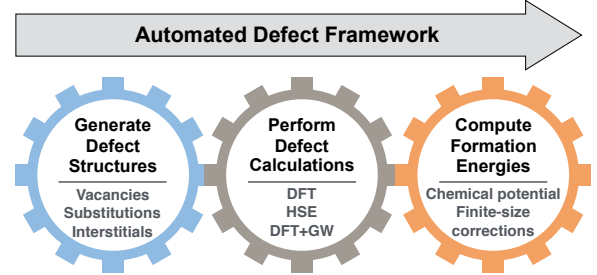 Automated Defect Framework
Generate
Defect
Structures
Vacancies
Substitutions
Interstitials
Perform
Defect
Calculations
DFT
HSE
DFT+GW
Compute
Formation
Energies
Chemical potential
Finite-size
corrections